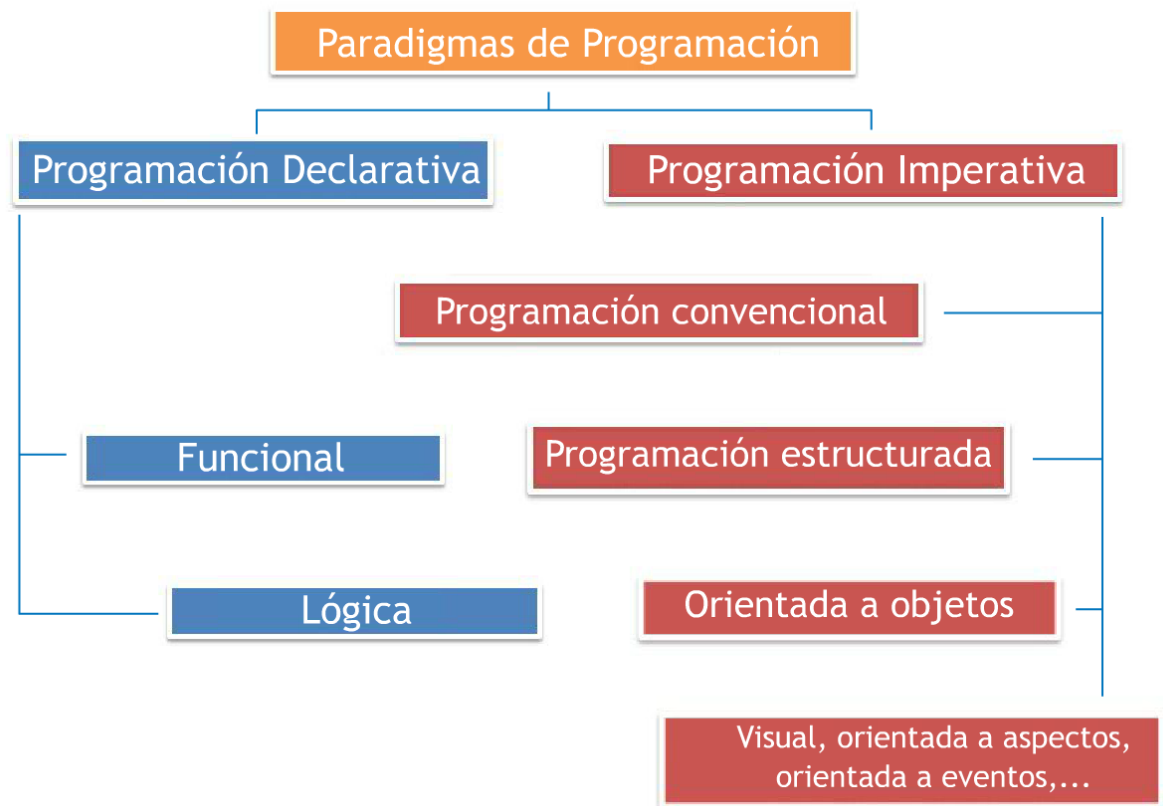 Paradigmas de Programación
Programación Declarativa
Programación Imperativa
Programación convencional
Funcional
Programación estructurada
Lógica
Orientada a objetos
Visual, orientada a aspectos,
orientada a eventos,...